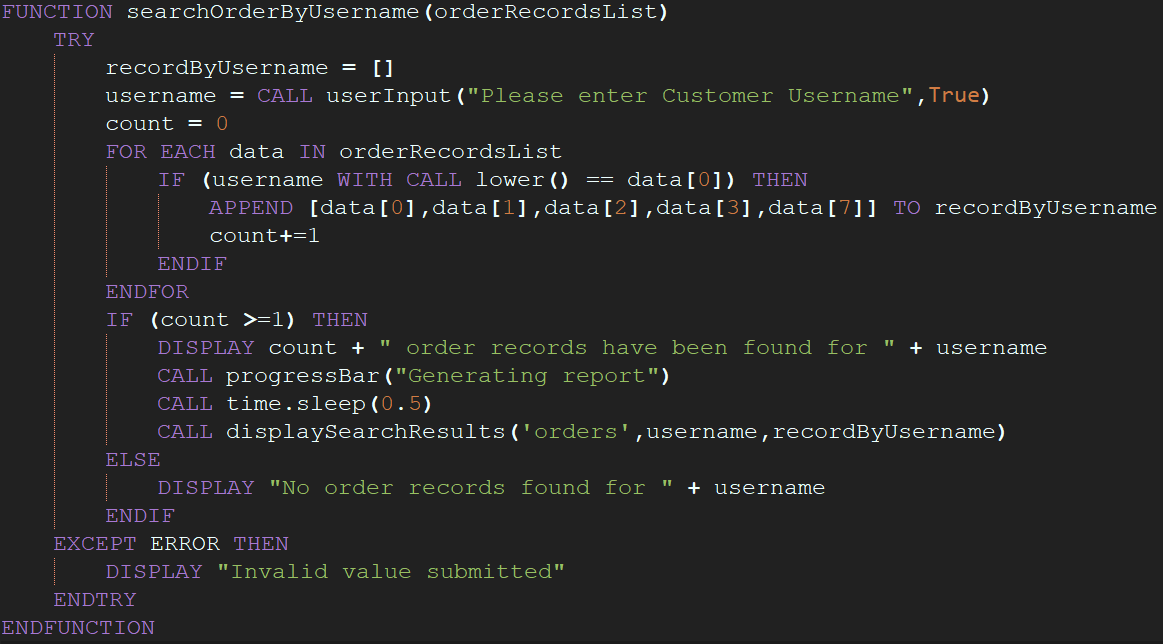 FUNCTION searchOrderByUsername(orderRecordsList)
    TRY
        recordByUsername = []
        username = CALL userInput("Please enter Customer Username",True)
        count = 0
        FOR EACH data IN orderRecordsList
            IF (username WITH CALL lower() == data[0]) THEN
                APPEND [data[0],data[1],data[2],data[3],data[7]] TO recordByUsername
                count+=1
            ENDIF
        ENDFOR
        IF (count >=1) THEN
            DISPLAY count + " order records have been found for " + username
            CALL progressBar("Generating report")
            CALL time.sleep(0.5)
            CALL displaySearchResults('orders',username,recordByUsername)
        ELSE
            DISPLAY "No order records found for " + username
        ENDIF
    EXCEPT ERROR THEN
        DISPLAY "Invalid value submitted"
    ENDTRY
ENDFUNCTION